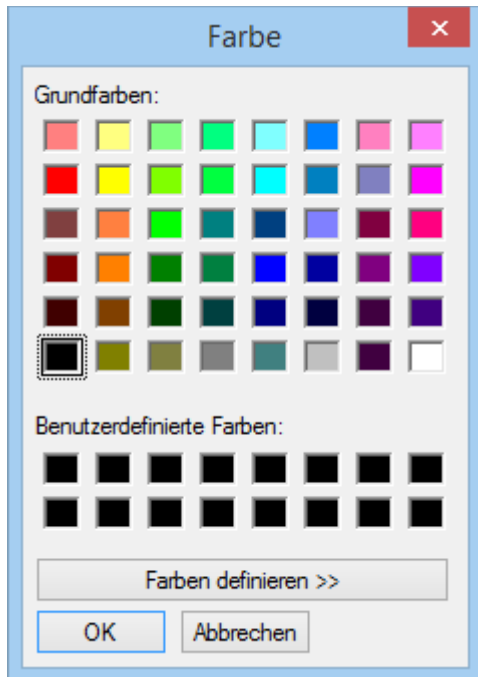 Farbe
Grundfarben:
Benutzerdefinierte Farben:
Farben definieren >>
OK
Abbrechen